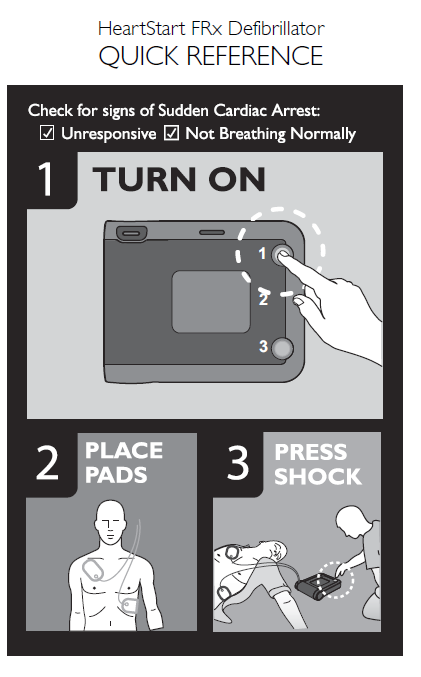 HeartStart FRx Defibrillator
QUICK REFERENCE
Check for signs of Sudden Cardiac Arrest:
☑ Unresponsive ☑ Not Breathing Normally
1 TURN ON
1
2
3
2 PLACE
PADS
3 PRESS
SHOCK